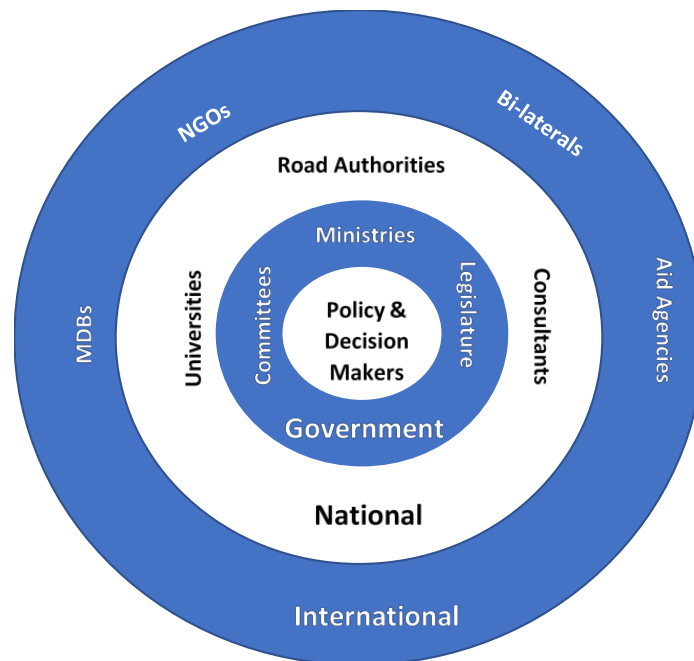 NGOs
Bi-laterals
Road Authorities
Ministries
MDBs
Universities
Committees
Policy &
Decision
Makers
Legislature
Consultants
Aid Agencies
Government
National
International